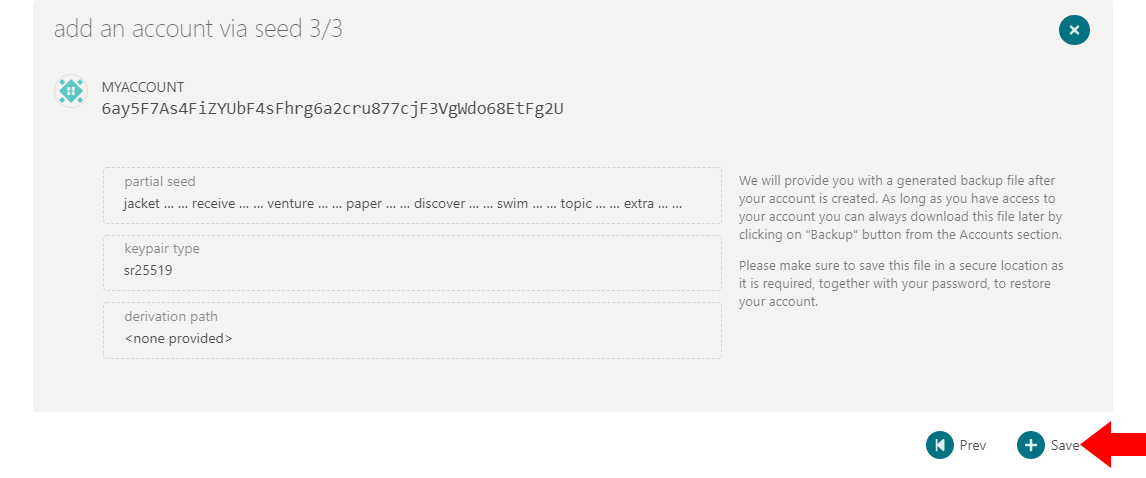 add an account via seed 3/3
MYACCOUNT
6ay5F7As4FiZYUbF4sFhrg6a2cru877cjF3VgWdo68EtFg2U
partial seed
jacket ... ... receive ... ... venture ... ... paper ... ... discover ... ... swim ... ... topic ... ... extra ... ...
keypair type
sr25519
derivation path
<none provided>
We will provide you with a generated backup file after
your account is created. As long as you have access to
your account you can always download this file later by
clicking on "Backup" button from the Accounts section.
Please make sure to save this file in a secure location as
it is required, together with your password, to restore
your account.
Prev
Save